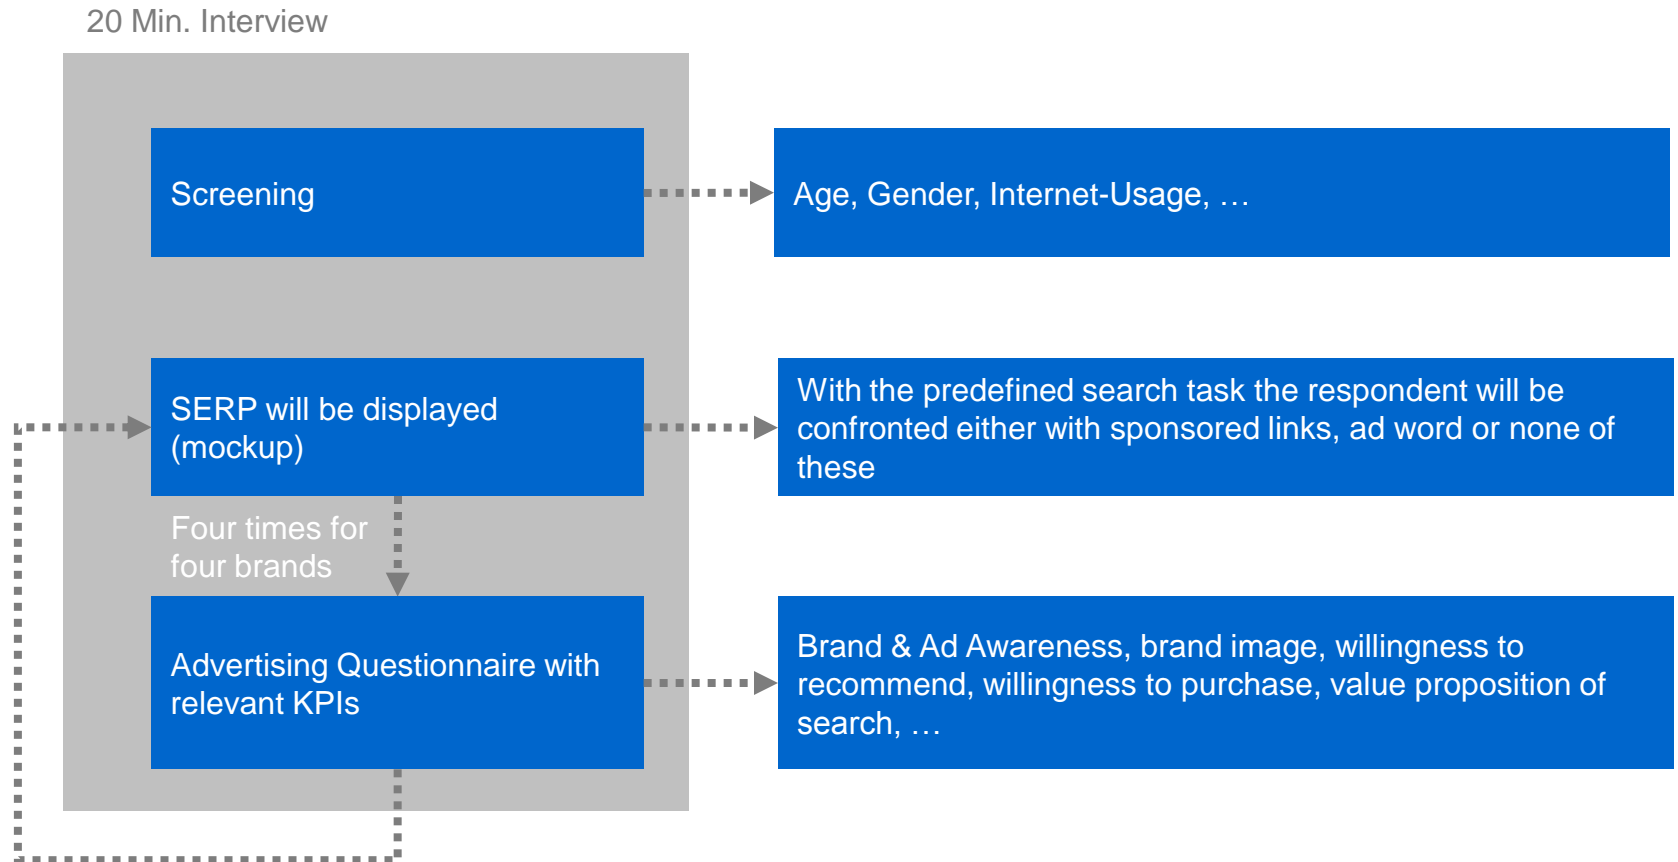 20 Min. Interview
Screening
Age, Gender, Internet-Usage, …
SERP will be displayed
(mockup)
With the predefined search task the respondent will be
confronted either with sponsored links, ad word or none of
these
Four times for
four brands
Advertising Questionnaire with
relevant KPIs
Brand & Ad Awareness, brand image, willingness to
recommend, willingness to purchase, value proposition of
search, …